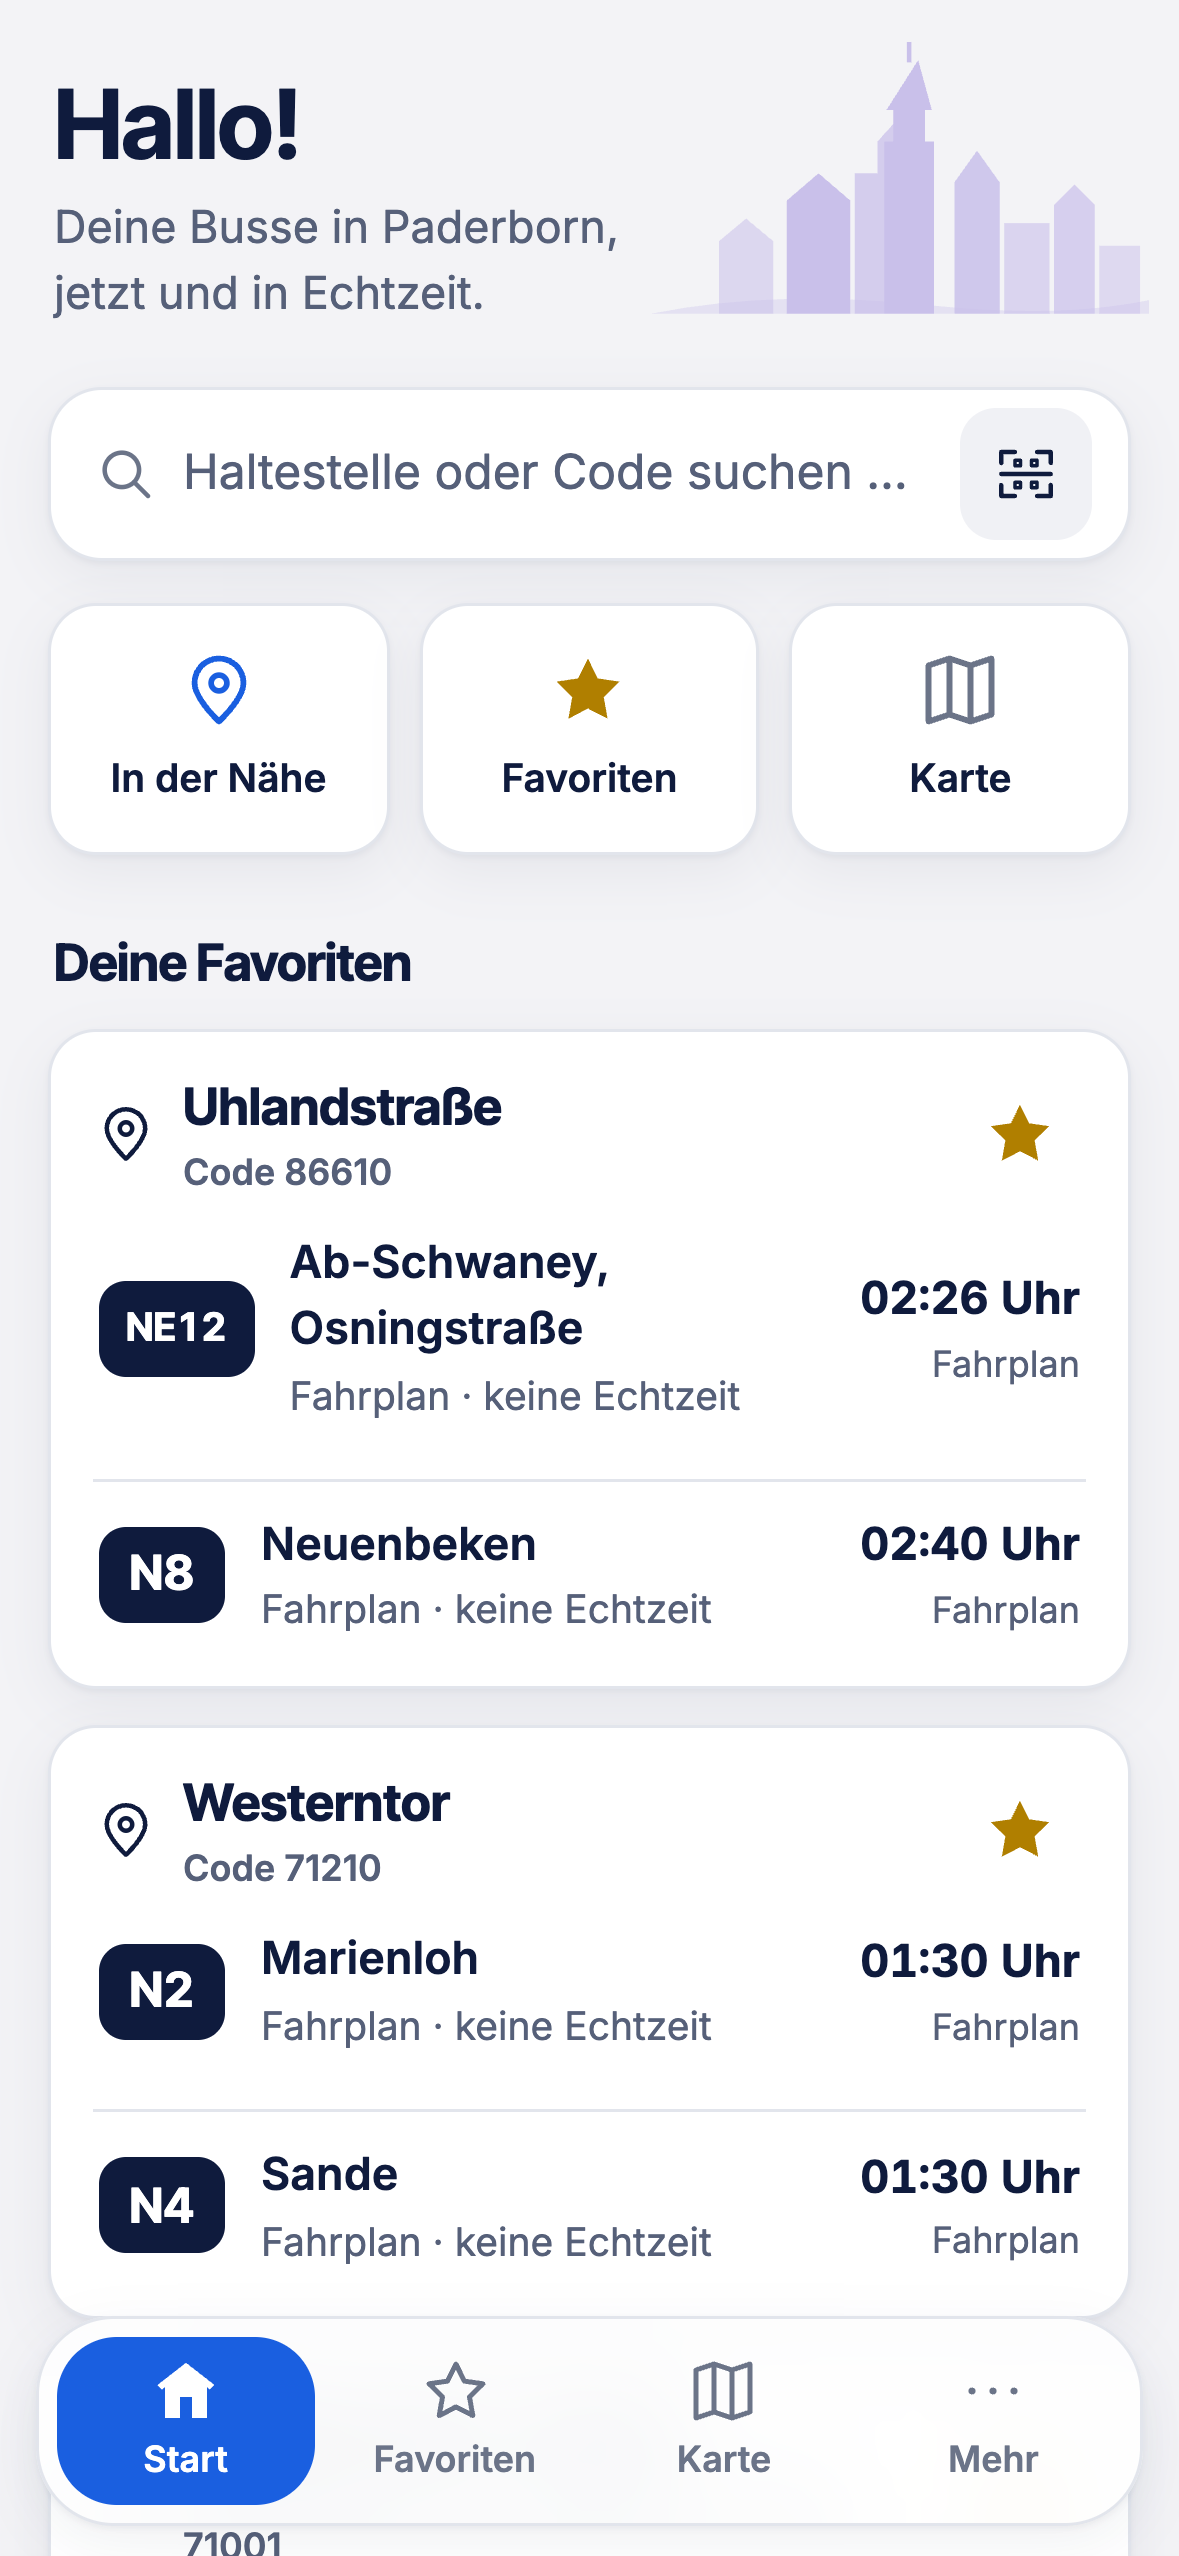 Hallo!
Deine Busse in Paderborn,
jetzt und in Echtzeit.
Haltestelle oder Code suchen ...
In der Nähe
Favoriten
Karte
Deine Favoriten
Uhlandstraße
Code 86610
NE12
Ab-Schwaney,
Osningstraße
Fahrplan · keine Echtzeit
02:26 Uhr
Fahrplan
N8
Neuenbeken
Fahrplan · keine Echtzeit
02:40 Uhr
Fahrplan
Westerntor
Code 71210
N2
Marienloh
Fahrplan · keine Echtzeit
01:30 Uhr
Fahrplan
N4
Sande
Fahrplan · keine Echtzeit
01:30 Uhr
Fahrplan
Start
Favoriten
Karte
Mehr
71001